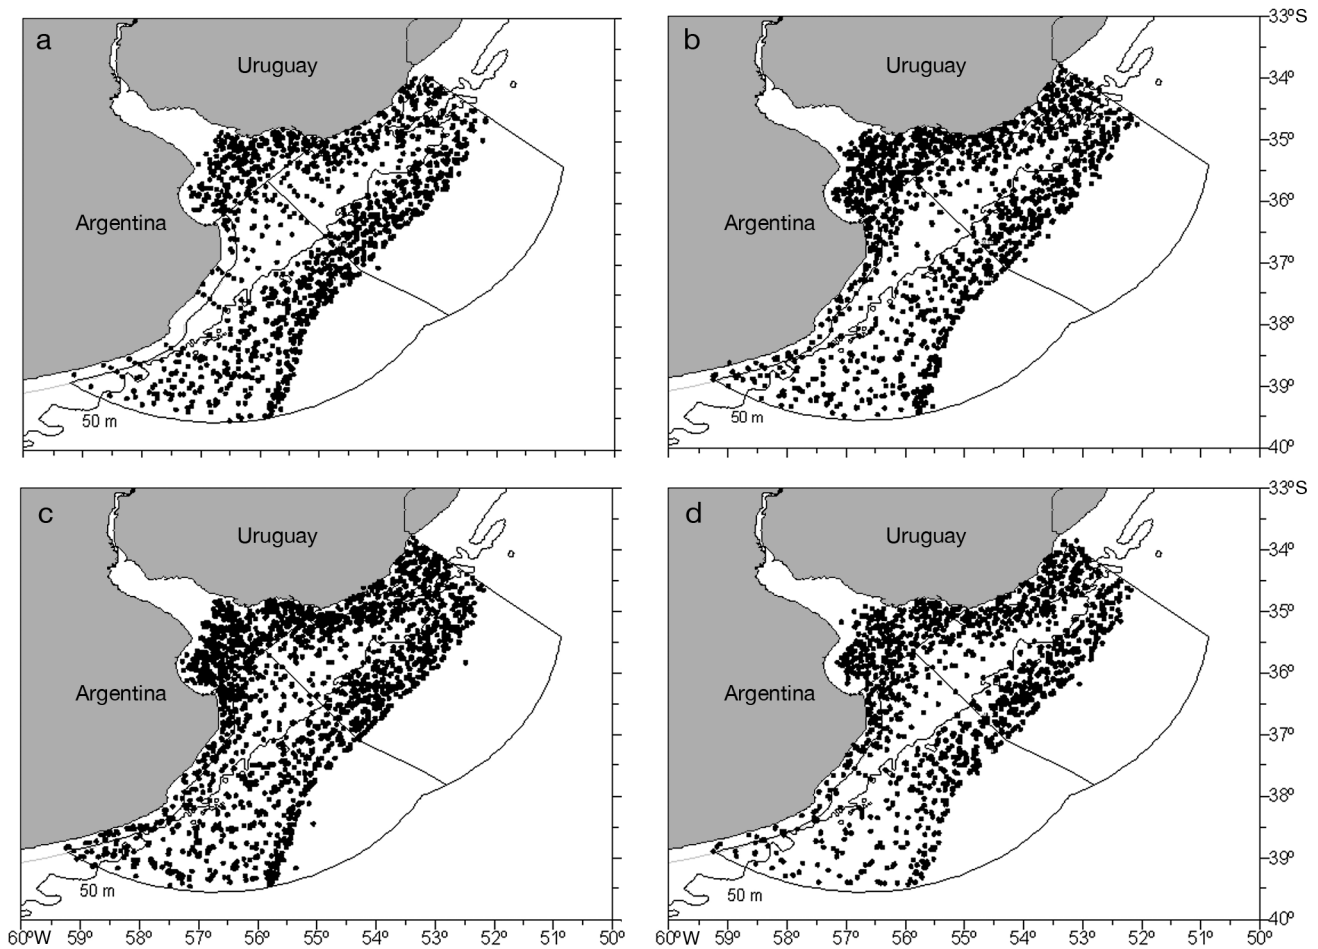 a
Uruguay
Argentina
50 m
b
Uruguay
Argentina
50 m
33ºS
34º
35º
36º
37º
38º
39º
40º
c
Uruguay
Argentina
50 m
60ºW 59º 58º 57º 56º 55º 54º 53º 52º 51º 50º
d
Uruguay
Argentina
50 m
33ºS
34º
35º
36º
37º
38º
39º
40º
60ºW 59º 58º 57º 56º 55º 54º 53º 52º 51º 50º